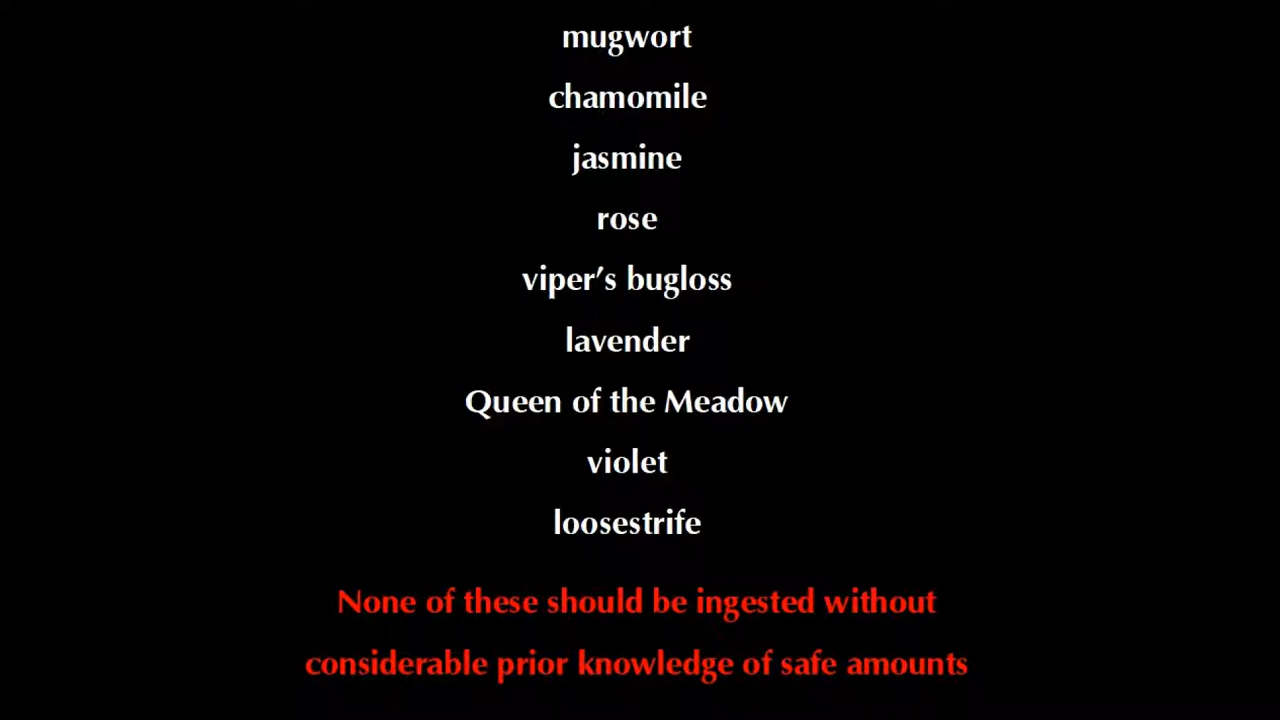 mugwort
chamomile
jasmine
rose
viper’s bugloss
lavender
Queen of the Meadow
violet
loosestrife
None of these should be ingested without
considerable prior knowledge of safe amounts